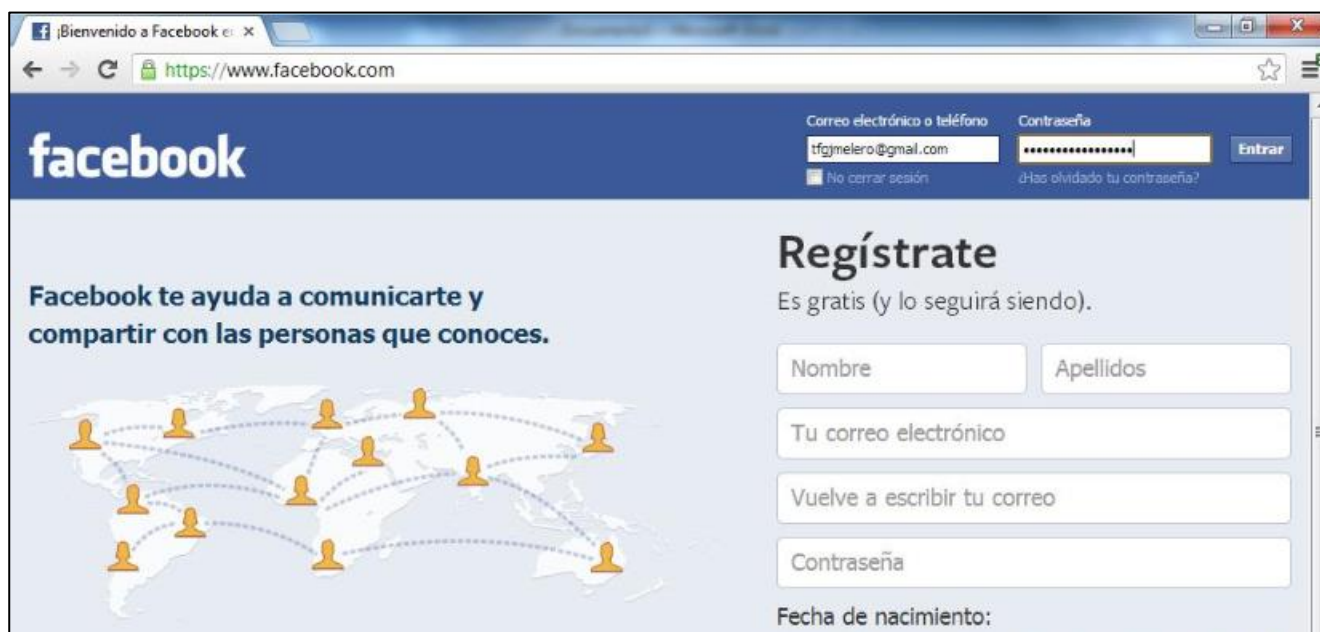 ¡Bienvenido a Facebook e
https://www.facebook.com
facebook
Correo electrónico o teléfono
Contraseña
tfgjmelero@gmail.com
•••••••••••••••••
Entrar
No cerrar sesión
¿Has olvidado tu contraseña?
Facebook te ayuda a comunicarte y
compartir con las personas que conoces.
Regístrate
Es gratis (y lo seguirá siendo).
Nombre
Apellidos
Tu correo electrónico
Vuelve a escribir tu correo
Contraseña
Fecha de nacimiento: